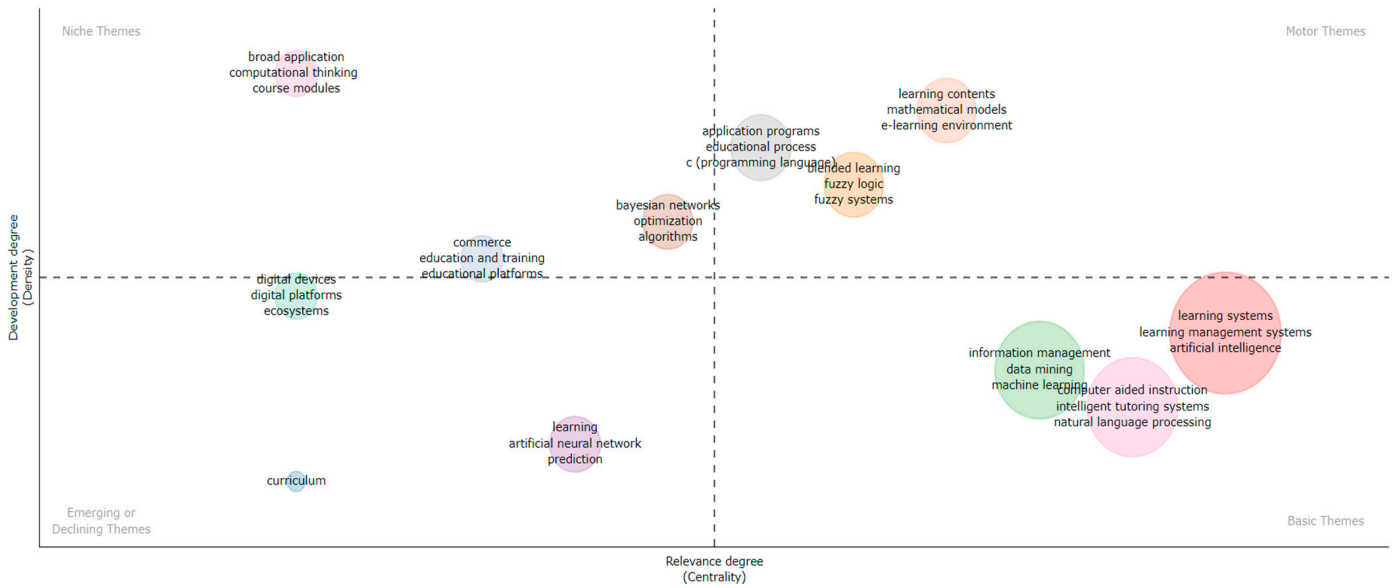 Niche Themes
Motor Themes
broad application
computational thinking
course modules
learning contents
mathematical models
e-learning environment
application programs
educational process
c (programming language)
blended learning
fuzzy logic
fuzzy systems
bayesian networks
optimization
algorithms
commerce
education and training
educational platforms
digital devices
digital platforms
ecosystems
learning systems
learning management systems
artificial intelligence
information management
data mining
machine learning
computer aided instruction
intelligent tutoring systems
natural language processing
learning
artificial neural network
prediction
curriculum
Emerging or
Declining Themes
Basic Themes
Development degree
(Density)
Relevance degree
(Centrality)